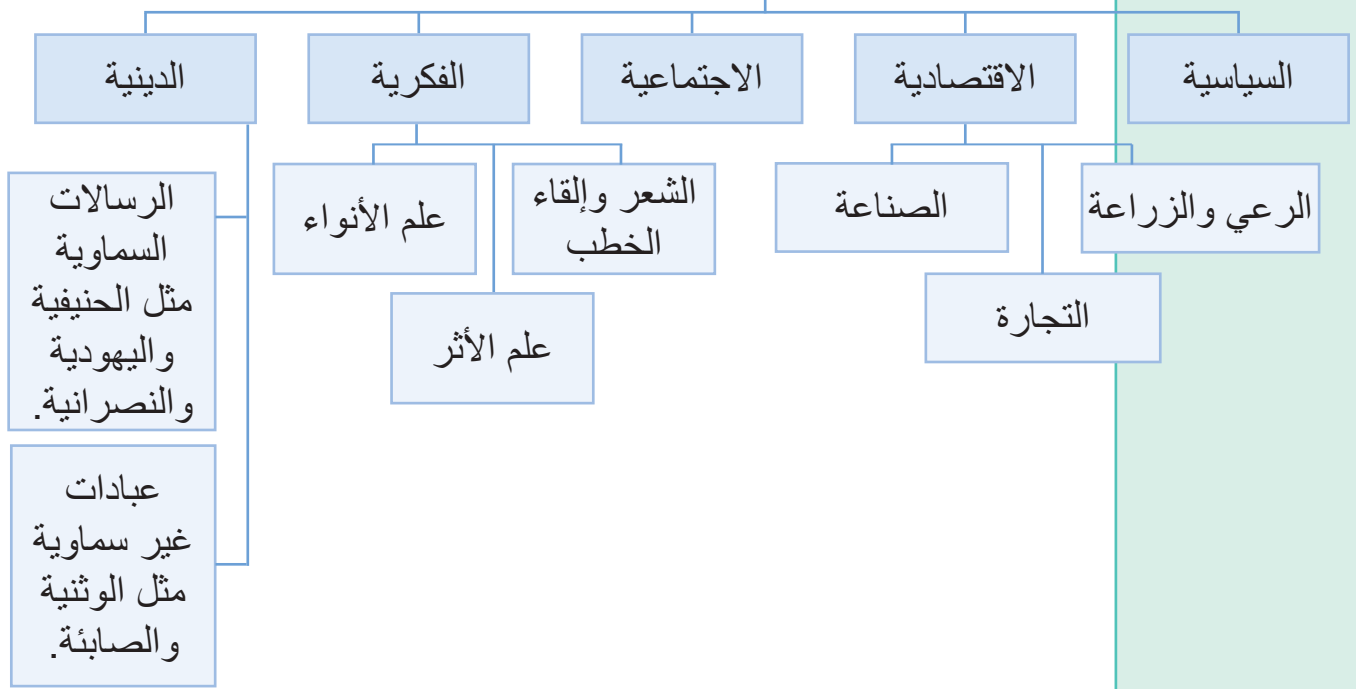 السياسية
الاقتصادية
الاجتماعية
الفكرية
الدينية
الرعي والزراعة
الصناعة
التجارة
الشعر وإلقاء
الخطب
علم الأنواء
علم الأثر
الرسالات
السماوية
مثل الحنيفية
واليهودية
والنصرانية.
عبادات
غير سماوية
مثل الوثنية
والصابئة.